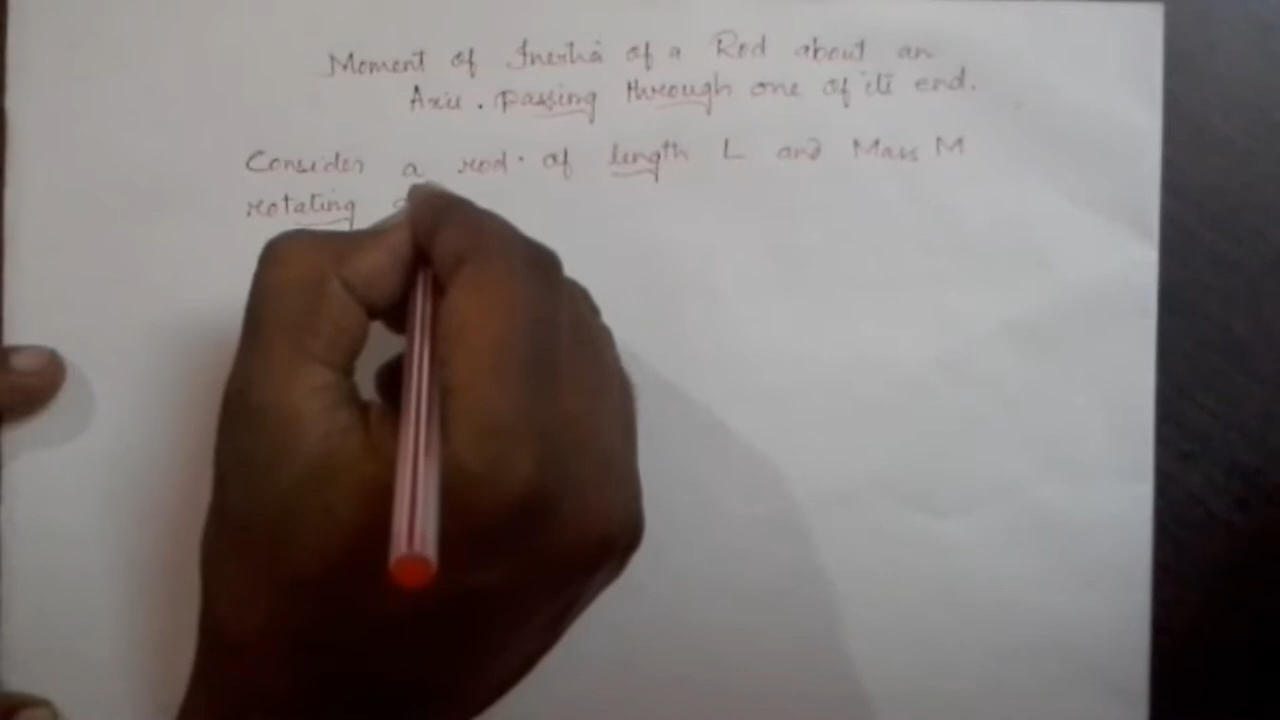 Moment of Inertia of a Rod about an
Axis. passing through one of its end.
Consider a rod. of length L and Mass M
rotating